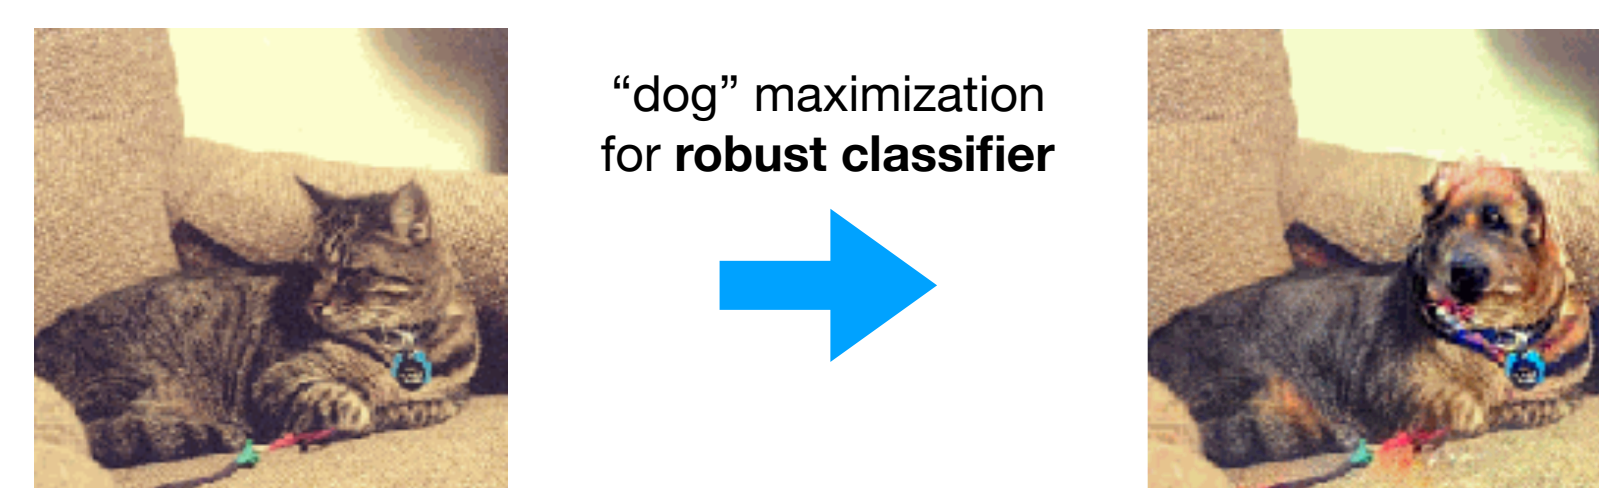 “dog” maximization
for robust classifier